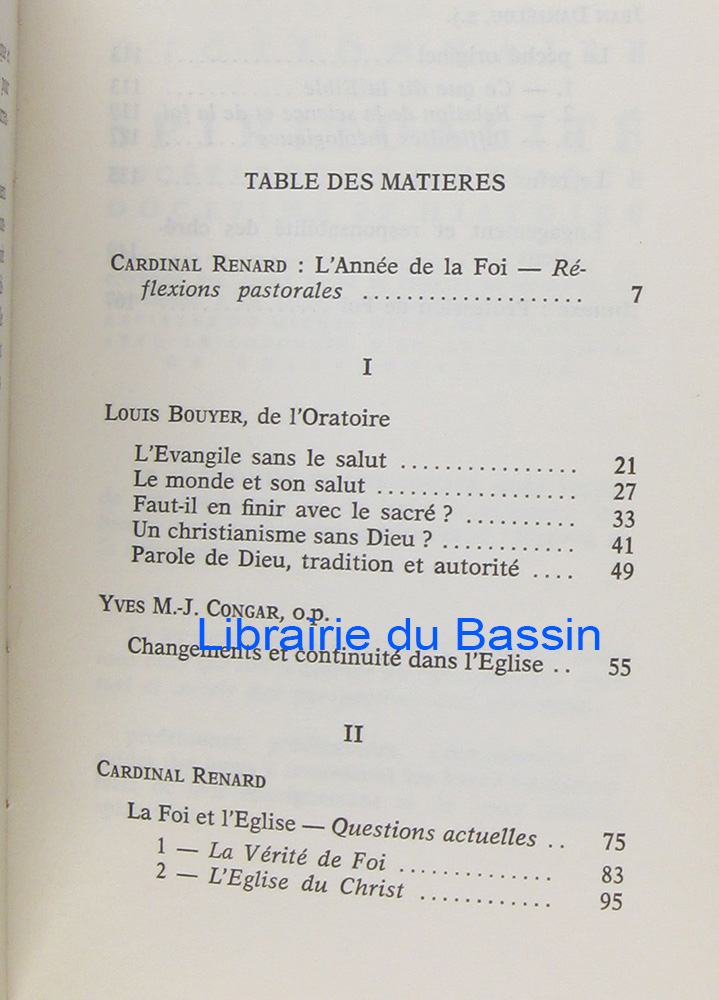 TABLE DES MATIERES
CARDINAL RENARD : L'Année de la Foi — Ré-
flexions pastorales ...................... 7
I
LOUIS BOUYER, de l'Oratoire
L'Evangile sans le salut ................ 21
Le monde et son salut .................. 27
Faut-il en finir avec le sacré ? .......... 33
Un christianisme sans Dieu ? ............ 41
Parole de Dieu, tradition et autorité .... 49
YVES M.-J. CONGAR, o.p.
Librairie du Bassin
Changements et continuité dans l'Eglise .. 55
II
CARDINAL RENARD
La Foi et l'Eglise — Questions actuelles .. 75
1 — La Vérité de Foi .............. 83
2 — L'Eglise du Christ ............ 95